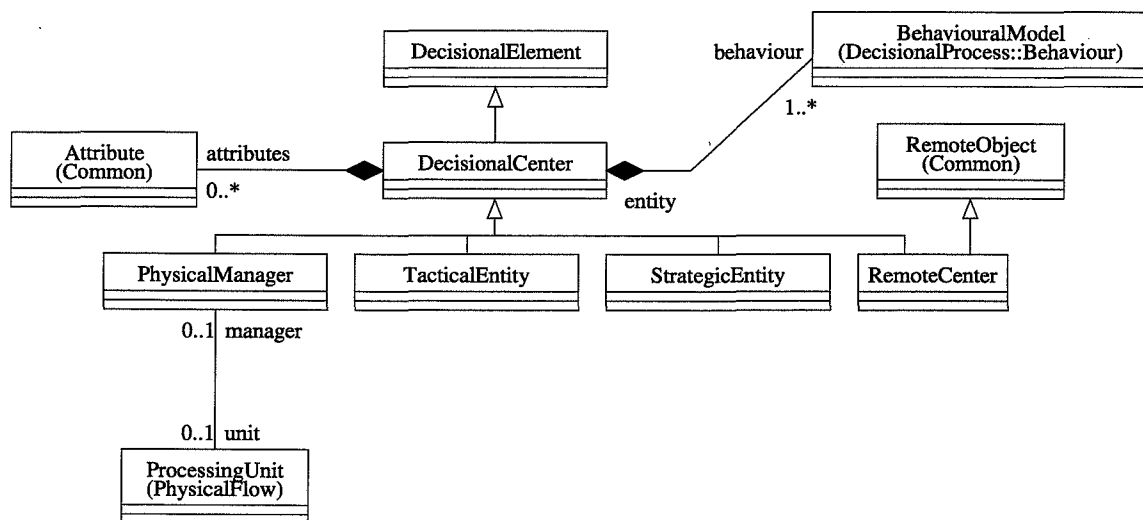 DecisionalElement
behaviour
BehaviouralModel
(DecisionalProcess::Behaviour)
1..*
Attribute
(Common)
attributes
0..*
DecisionalCenter
entity
RemoteObject
(Common)
PhysicalManager
TacticalEntity
StrategicEntity
RemoteCenter
0..1 manager
0..1 unit
ProcessingUnit
(PhysicalFlow)